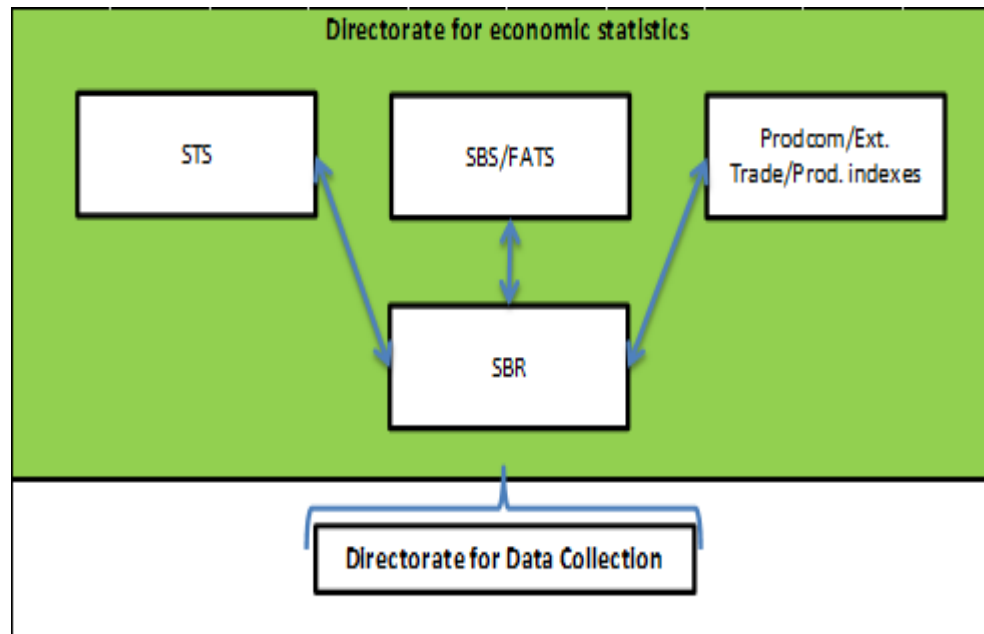 Directorate for economic statistics
STS
SBS/FATS
Prodcom/Ext.
Trade/Prod. indexes
SBR
Directorate for Data Collection